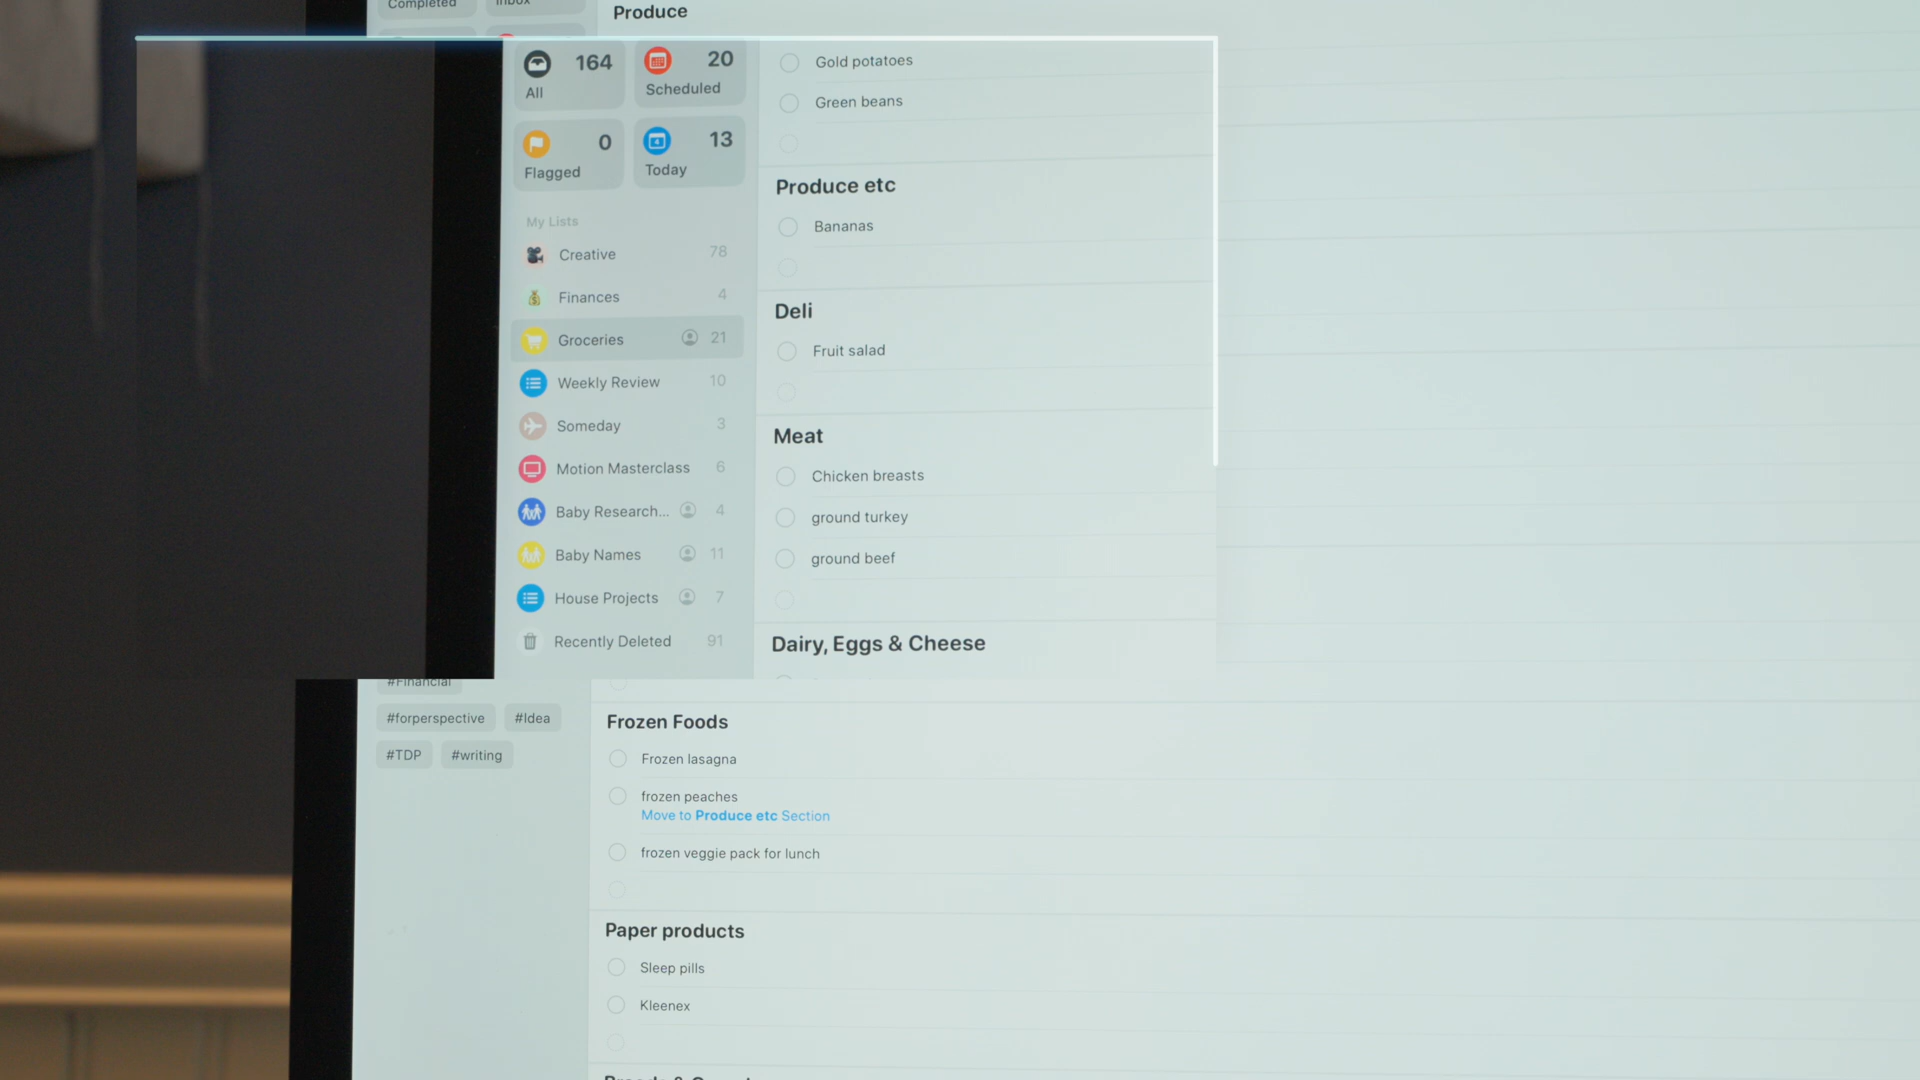 Completed
Inbox
Produce
164
All
20
Scheduled
0
Flagged
13
Today
My Lists
Creative 78
Finances 4
Groceries 21
Weekly Review 10
Someday 3
Motion Masterclass 6
Baby Research... 4
Baby Names 11
House Projects 7
Recently Deleted 91
Gold potatoes
Green beans
Produce etc
Bananas
Deli
Fruit salad
Meat
Chicken breasts
ground turkey
ground beef
Dairy, Eggs & Cheese
#Financial
#forperspective #Idea
#TDP #writing
Frozen Foods
Frozen lasagna
frozen peaches
Move to Produce etc Section
frozen veggie pack for lunch
Paper products
Sleep pills
Kleenex